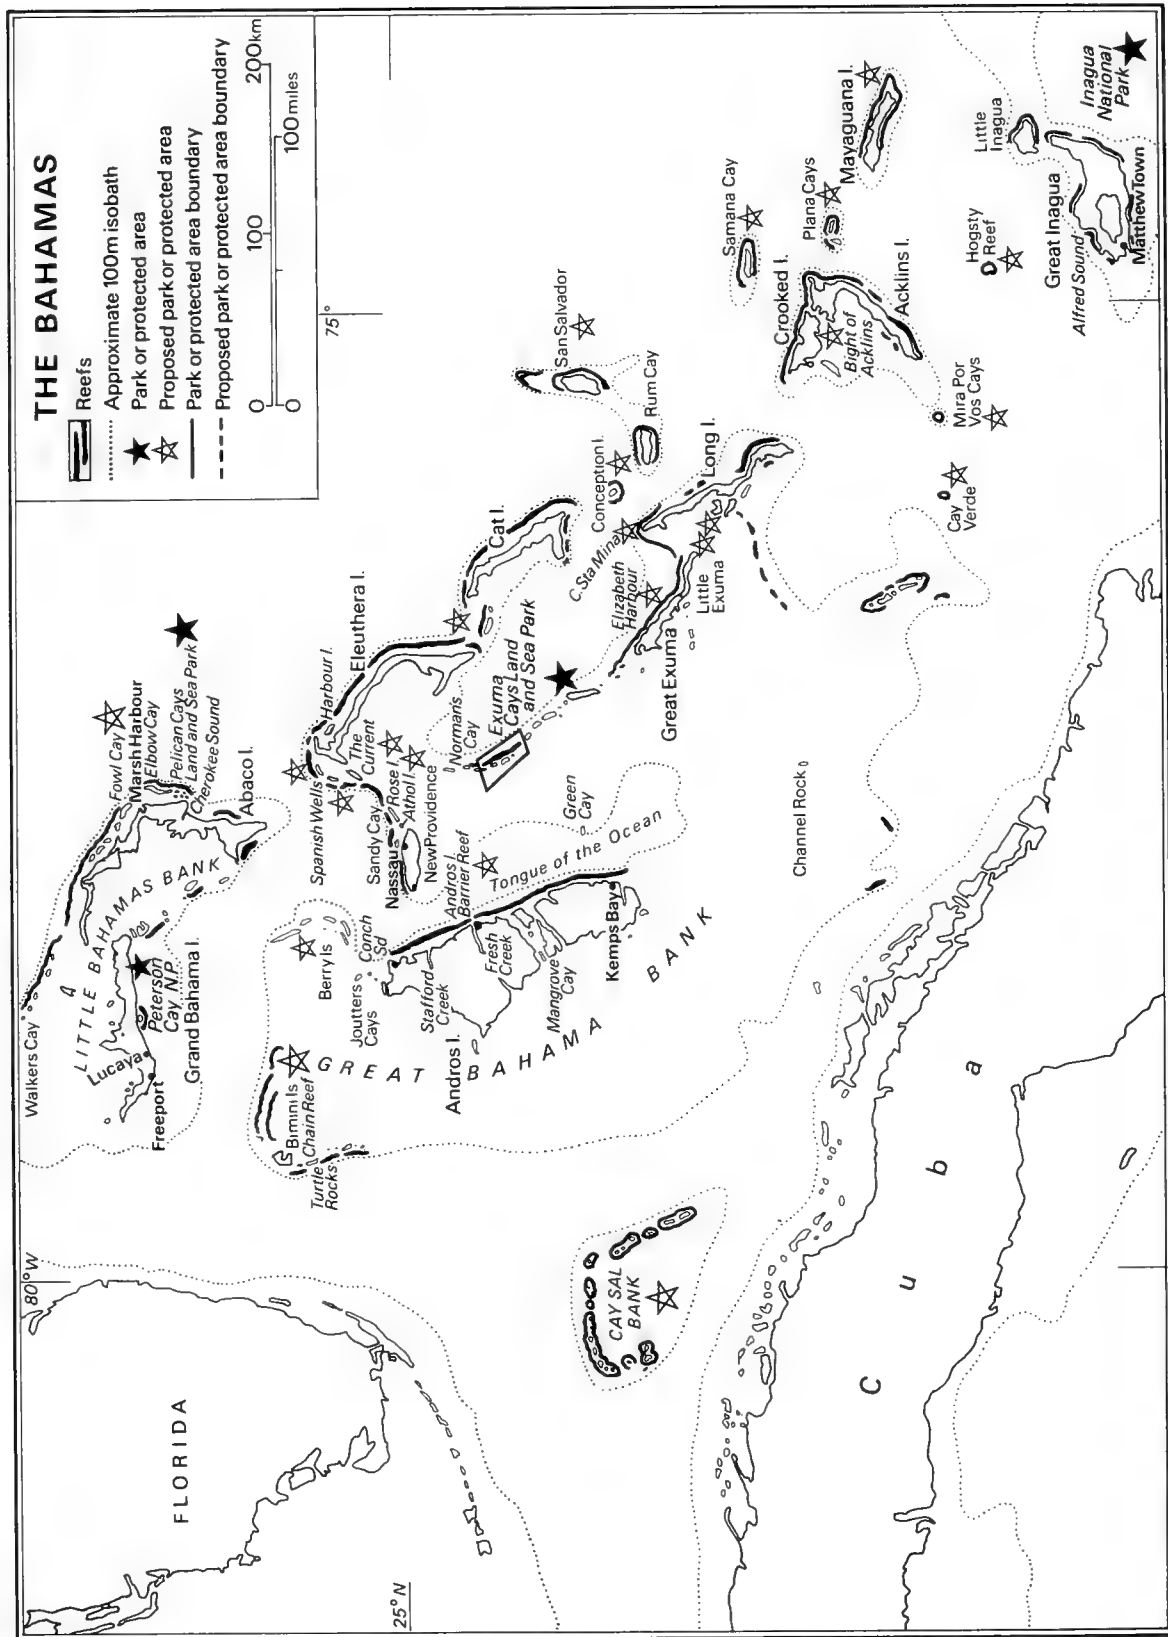 THE BAHAMAS
Reefs
Approximate 100m isobath
Park or protected area
Proposed park or protected area
Park or protected area boundary
Proposed park or protected area boundary
0 100 200km
0 100 miles
80°W
75°
25°N
FLORIDA
Walkers Cay
LITTLE BAHAMAS BANK
Lucaya
Freeport
Peterson
Cay N.P.
Grand Bahama I.
Fowl Cay
Marsh Harbour
Elbow Cay
Pelican Cays
Land and Sea Park
Cherokee Sound
Abaco I.
Bimini Is
Chain Reef
Turtle
Rocks
GREAT BAHAMA BANK
Berry Is
Joutters
Cays
Conch
Sd
Stafford
Creek
Andros I.
Fresh
Creek
Mangrove
Cay
Kemps Bay
Andros I.
Barrier Reef
Tongue of the Ocean
Green
Cay
Spanish Wells
Harbour I.
The
Current
Eleuthera I.
Sandy Cay
Rose I.
Athol I.
Nassau
New Providence
Norman's
Cay
Exuma
Cays Land
and Sea Park
Cat I.
San Salvador
Conception I.
Rum Cay
C. Sta Mina
Long I.
Elizabeth
Harbour
Little
Exuma
Great Exuma
Channel Rock
CAY SAL
BANK
Samana Cay
Plana Cays
Mayaguana I.
Crooked I.
Bight of
Acklins
Acklins I.
Mira Por
Vos Cays
Cay
Verde
Hogsty
Reef
Little
Inagua
Great Inagua
Alfred Sound
Matthew Town
Inagua
National
Park
Cuba